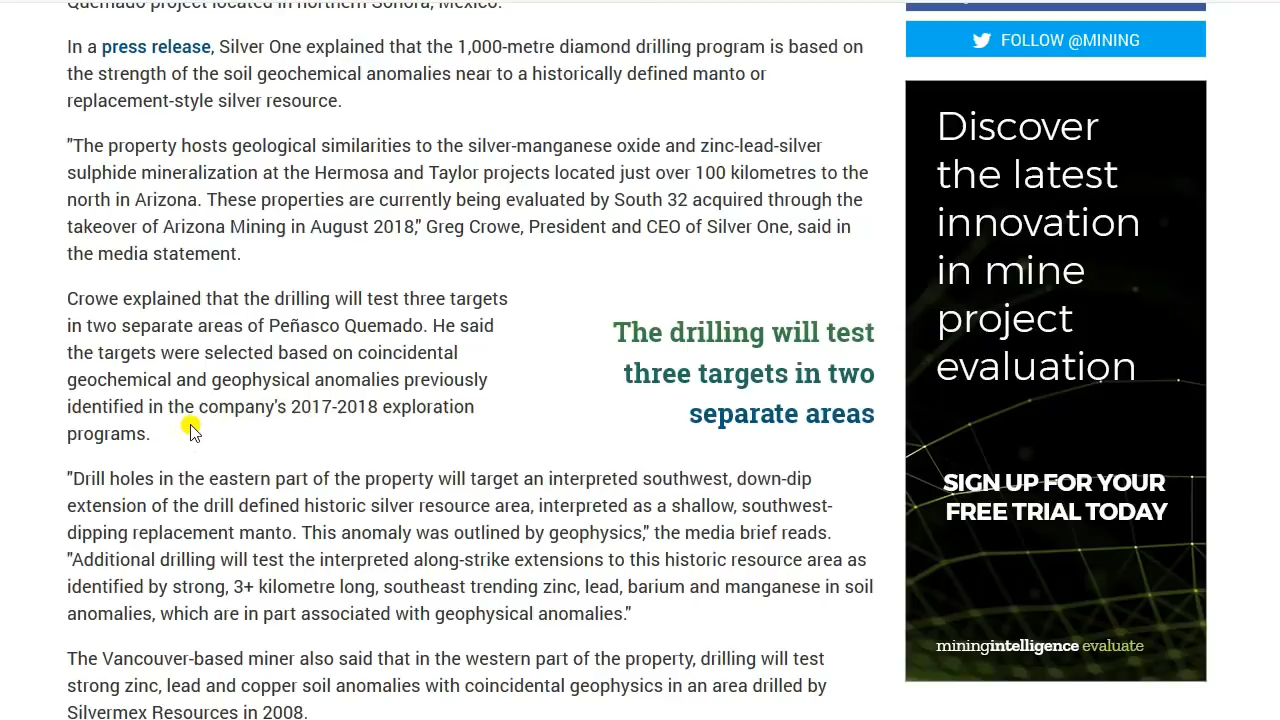 Quemado project located in northern Sonora, Mexico.
In a press release, Silver One explained that the 1,000-metre diamond drilling program is based on
the strength of the soil geochemical anomalies near to a historically defined manto or
replacement-style silver resource.
"The property hosts geological similarities to the silver-manganese oxide and zinc-lead-silver
sulphide mineralization at the Hermosa and Taylor projects located just over 100 kilometres to the
north in Arizona. These properties are currently being evaluated by South 32 acquired through the
takeover of Arizona Mining in August 2018," Greg Crowe, President and CEO of Silver One, said in
the media statement.
Crowe explained that the drilling will test three targets
in two separate areas of Peñasco Quemado. He said
the targets were selected based on coincidental
geochemical and geophysical anomalies previously
identified in the company's 2017-2018 exploration
programs.
The drilling will test
three targets in two
separate areas
"Drill holes in the eastern part of the property will target an interpreted southwest, down-dip
extension of the drill defined historic silver resource area, interpreted as a shallow, southwest-
dipping replacement manto. This anomaly was outlined by geophysics," the media brief reads.
"Additional drilling will test the interpreted along-strike extensions to this historic resource area as
identified by strong, 3+ kilometre long, southeast trending zinc, lead, barium and manganese in soil
anomalies, which are in part associated with geophysical anomalies."
The Vancouver-based miner also said that in the western part of the property, drilling will test
strong zinc, lead and copper soil anomalies with coincidental geophysics in an area drilled by
Silvermex Resources in 2008.
FOLLOW @MINING
Discover
the latest
innovation
in mine
project
evaluation
SIGN UP FOR YOUR
FREE TRIAL TODAY
miningintelligence evaluate